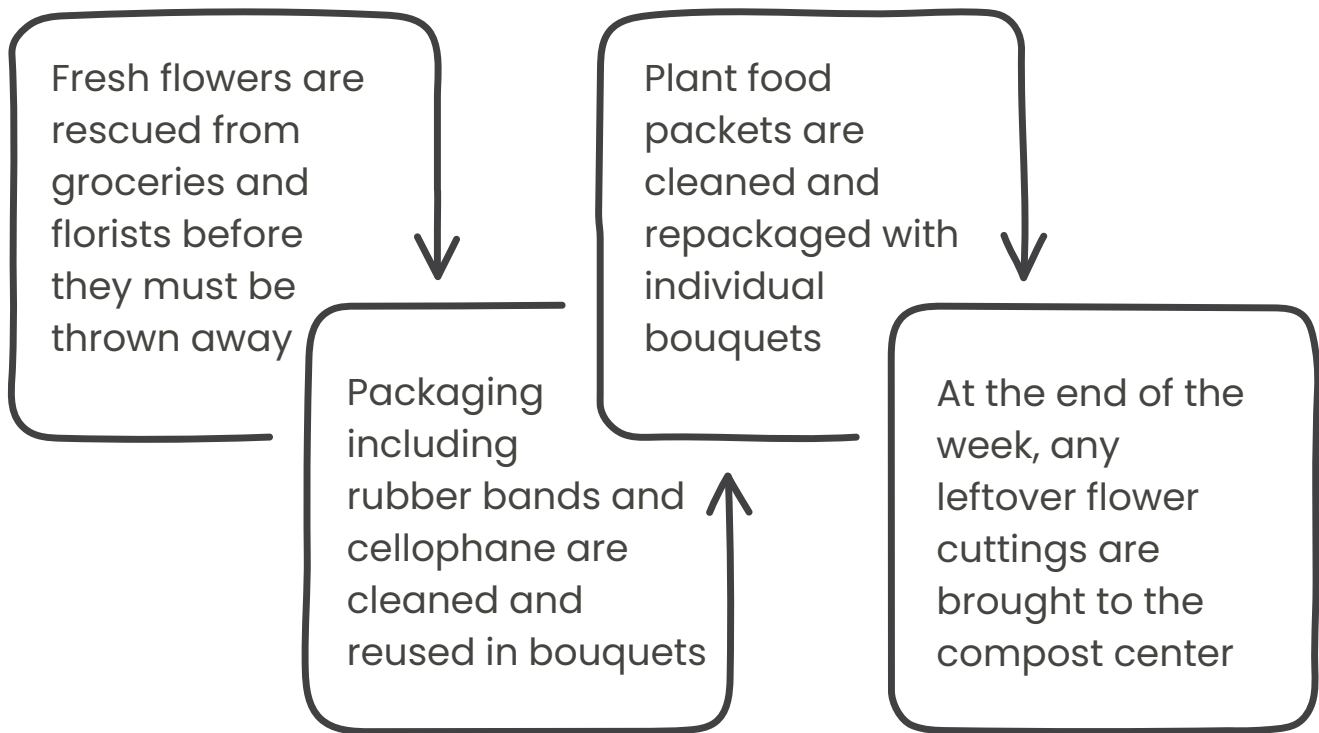 Fresh flowers are
rescued from
groceries and
florists before
they must be
thrown away
Packaging
including
rubber bands and
cellophane are
cleaned and
reused in bouquets
Plant food
packets are
cleaned and
repackaged with
individual
bouquets
At the end of the
week, any
leftover flower
cuttings are
brought to the
compost center